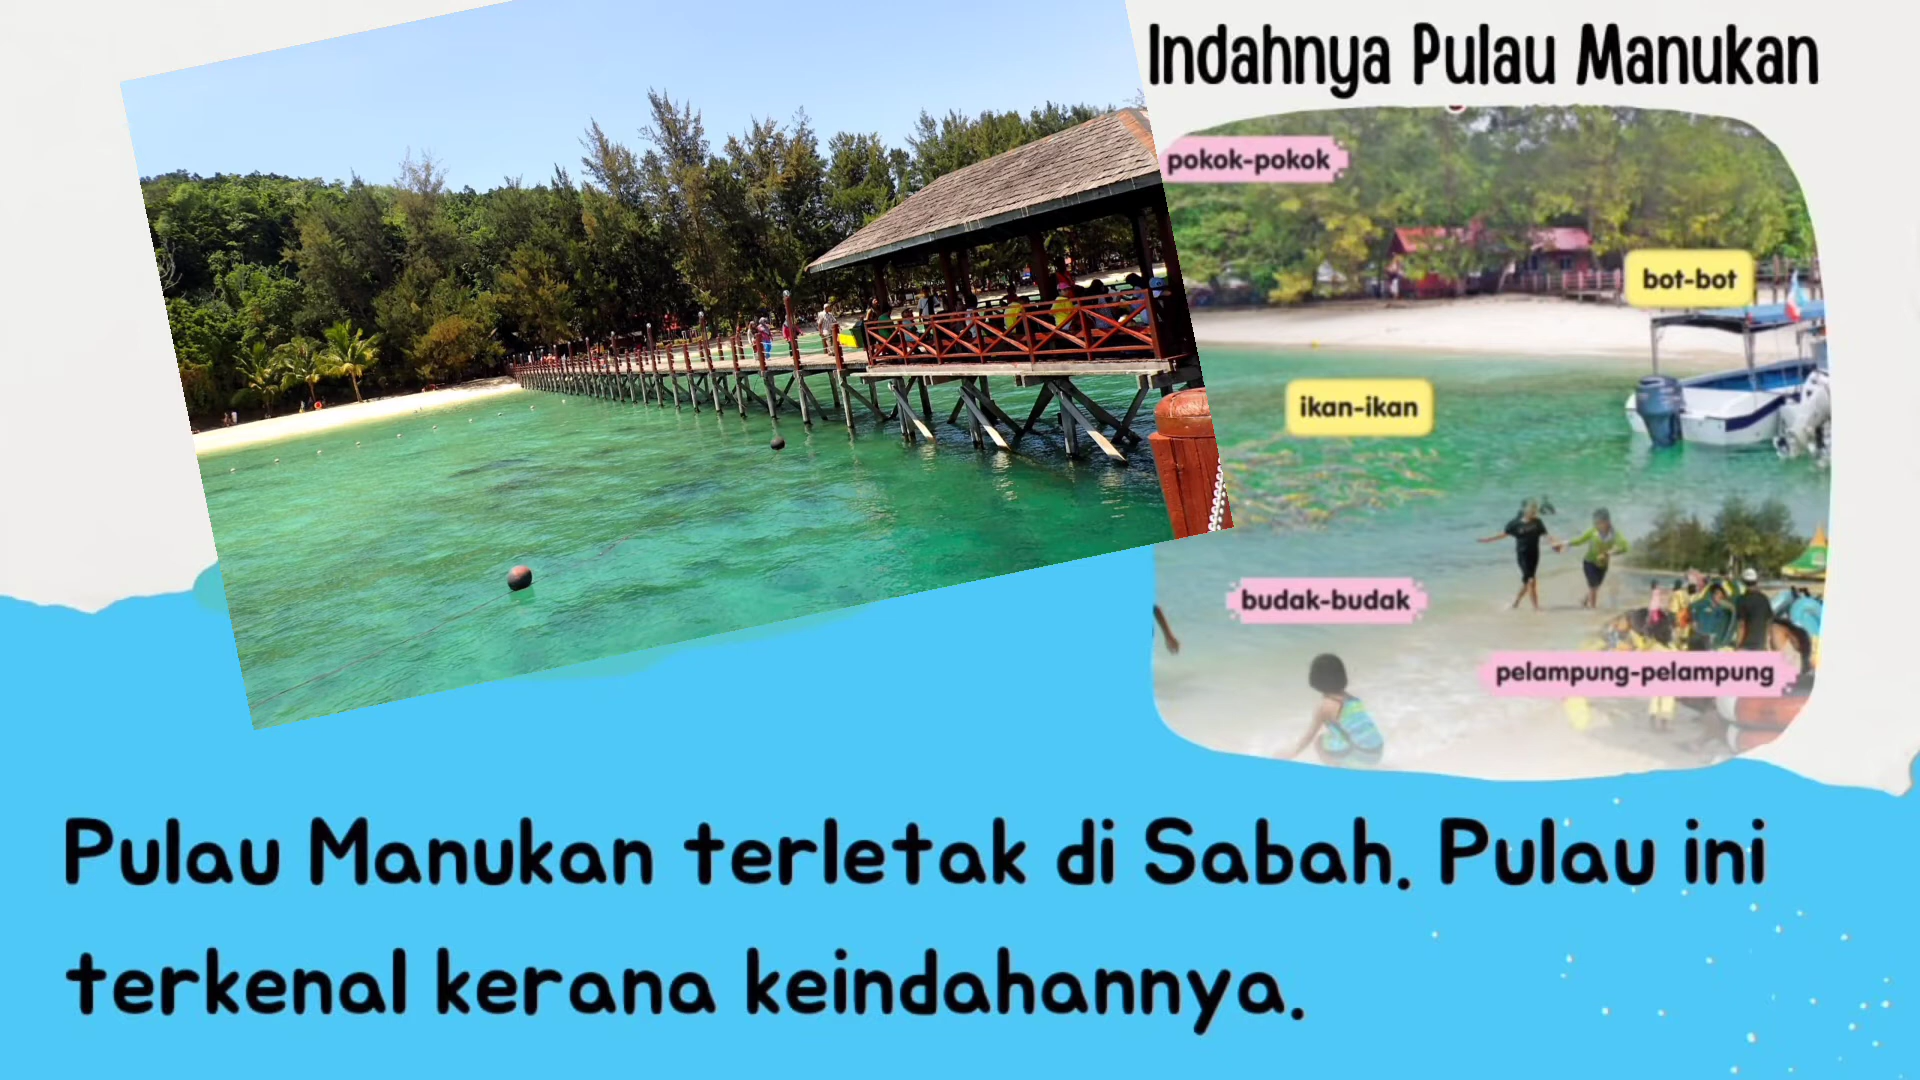 Indahnya Pulau Manukan
pokok-pokok
bot-bot
ikan-ikan
budak-budak
pelampung-pelampung
Pulau Manukan terletak di Sabah. Pulau ini
terkenal kerana keindahannya.